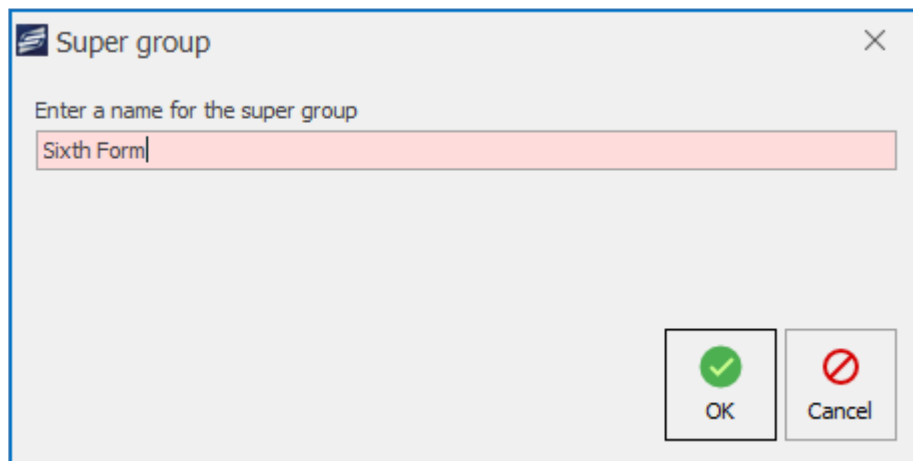 Super group
Enter a name for the super group
Sixth Form
OK
Cancel